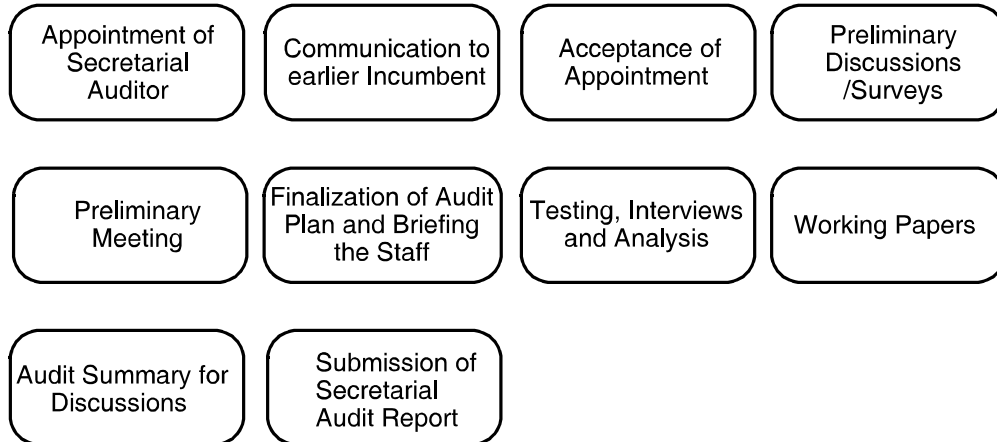 Appointment of
Secretarial
Auditor
Communication to
earlier Incumbent
Acceptance of
Appointment
Preliminary
Discussions
/Surveys
Preliminary
Meeting
Finalization of Audit
Plan and Briefing
the Staff
Testing, Interviews
and Analysis
Working Papers
Audit Summary for
Discussions
Submission of
Secretarial
Audit Report